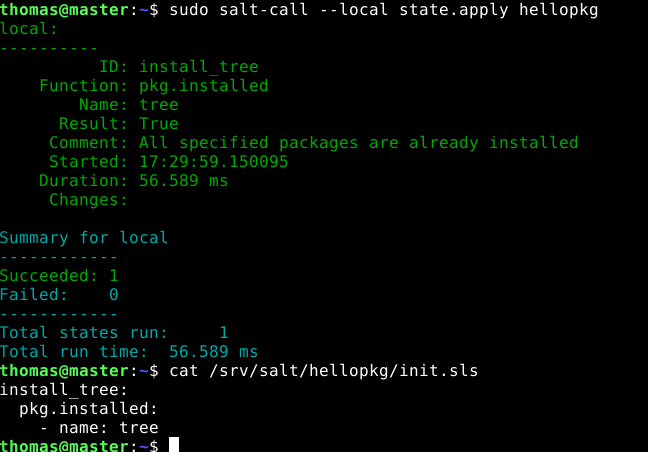 thomas@master:~$ sudo salt-call --local state.apply hellopkg
local:
----------
          ID: install_tree
    Function: pkg.installed
        Name: tree
      Result: True
     Comment: All specified packages are already installed
     Started: 17:29:59.150095
    Duration: 56.589 ms
     Changes:

Summary for local
------------
Succeeded: 1
Failed:    0
------------
Total states run:     1
Total run time:  56.589 ms
thomas@master:~$ cat /srv/salt/hellopkg/init.sls
install_tree:
  pkg.installed:
    - name: tree
thomas@master:~$